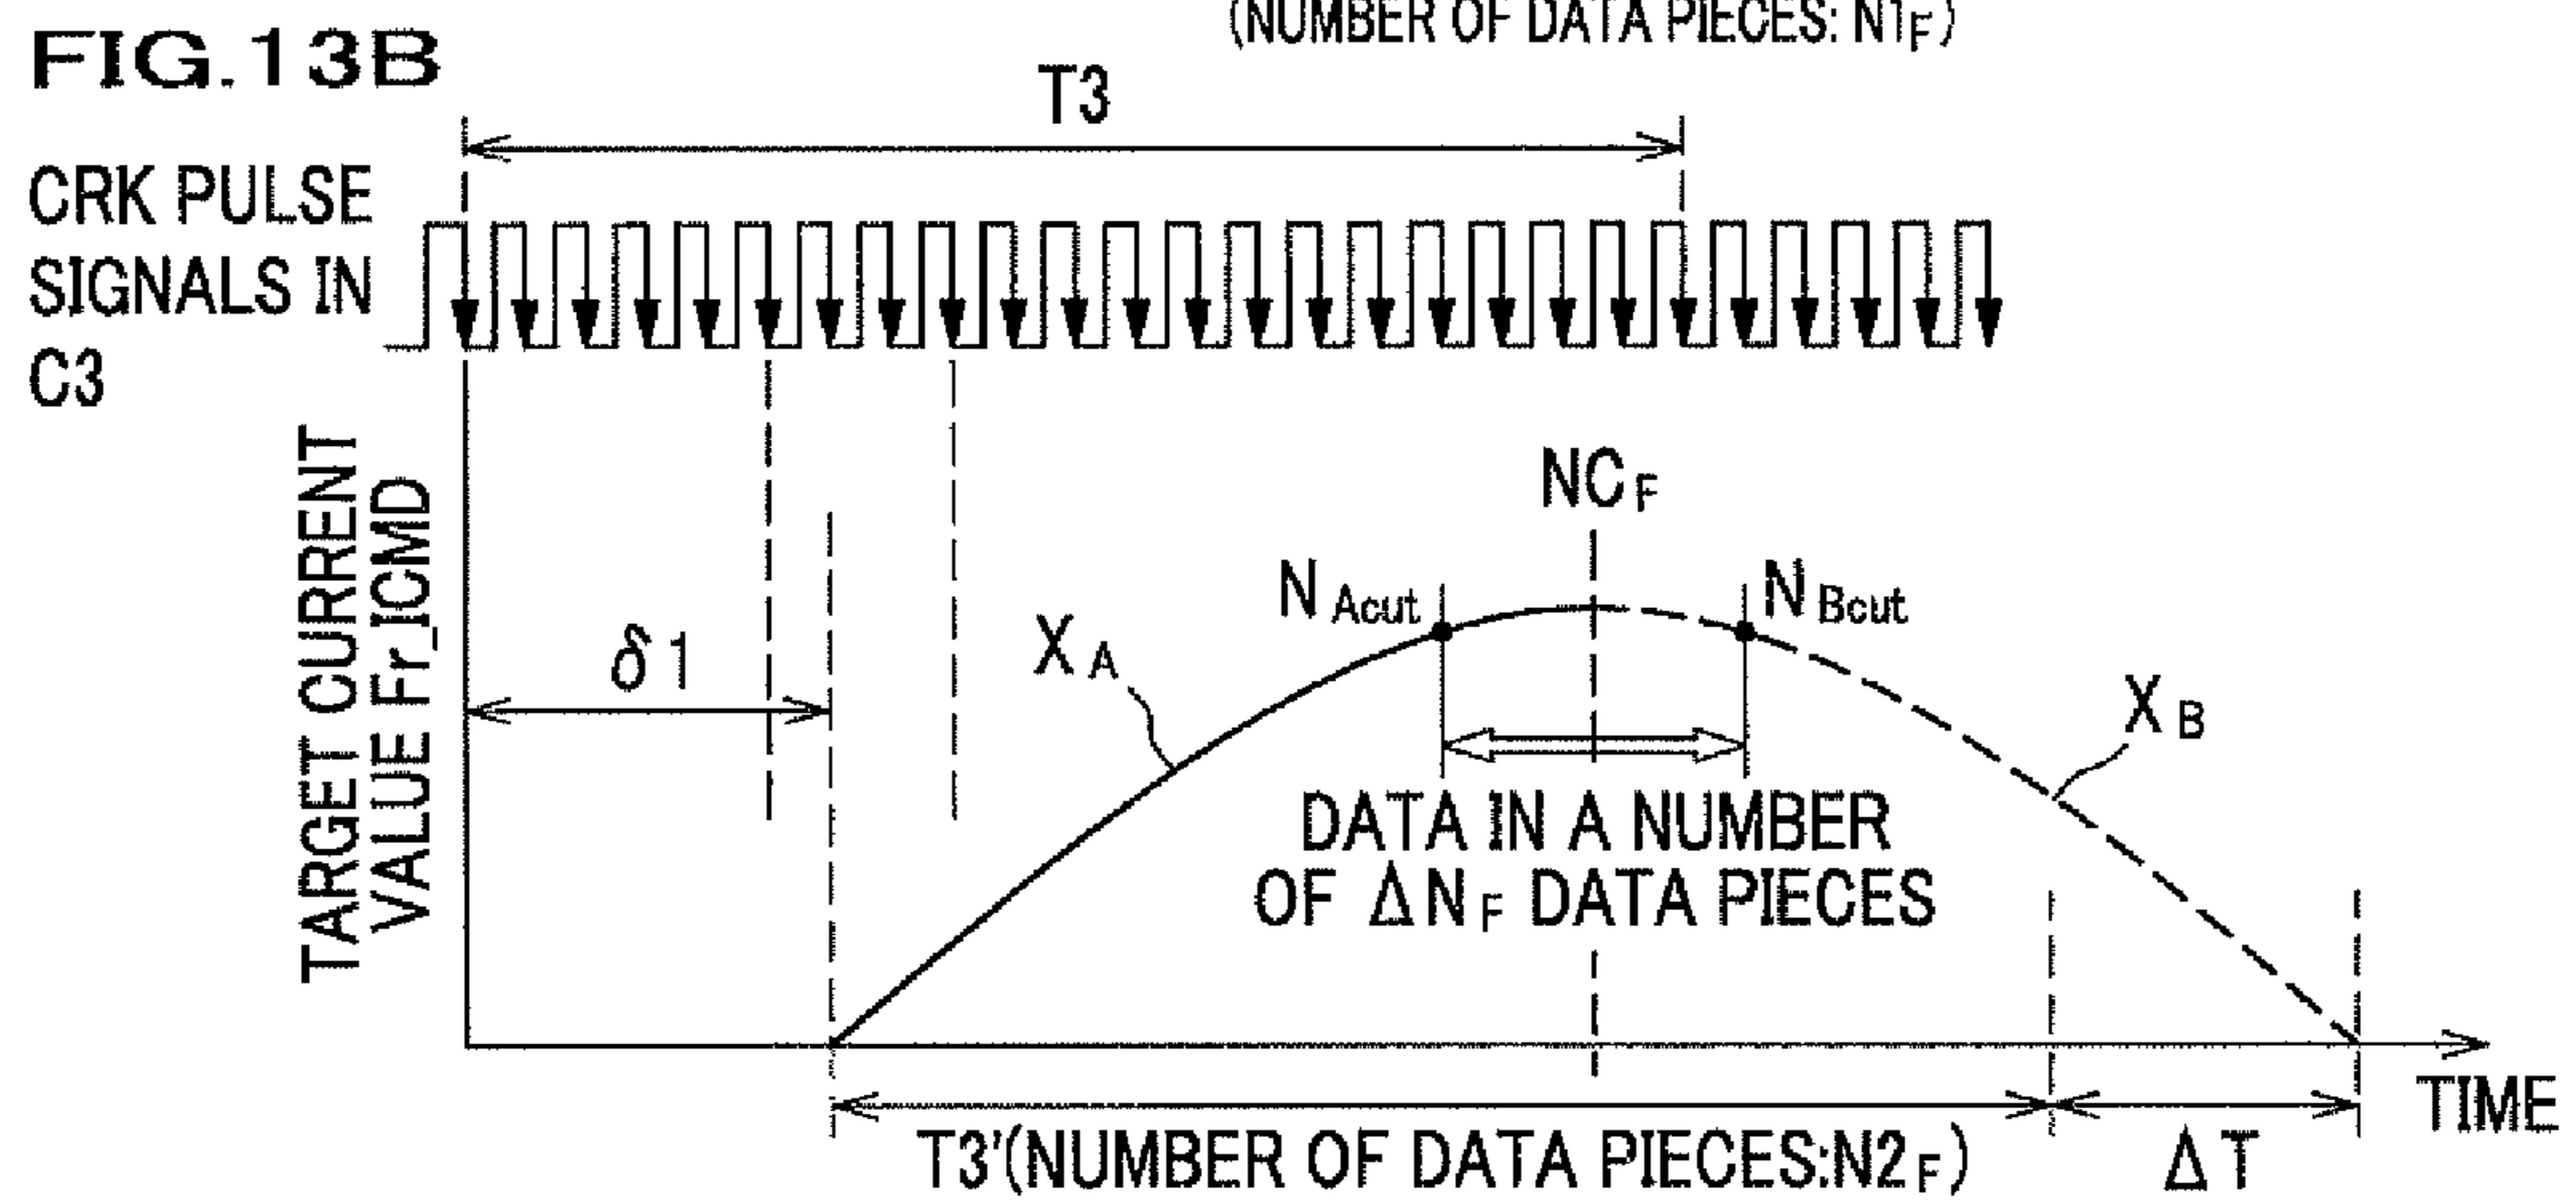 (NUMBER OF DATA PIECES: N1F)
FIG.13B
T3
CRK PULSE
SIGNALS IN
C3
TARGET CURRENT
VALUE Fr_ICMD
NCF
NAcut
NBcut
δ1
XA
XB
DATA IN A NUMBER
OF ΔNF DATA PIECES
TIME
T3'(NUMBER OF DATA PIECES:N2F)
ΔT